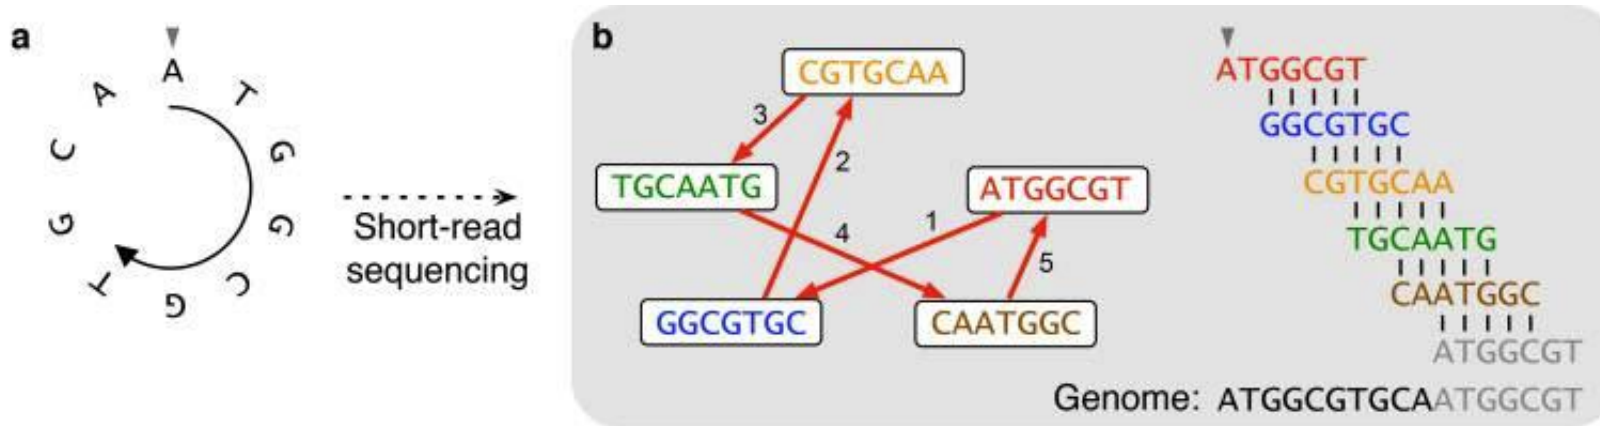 a
A
T
G
G
C
G
T
G
C
A
Short-read
sequencing
b
CGTGCAA
3
2
TGCAATG
ATGGCGT
4
1
5
GGCGTGC
CAATGGC
ATGGCGT
GGCGTGC
CGTGCAA
TGCAATG
CAATGGC
ATGGCGT
Genome: ATGGCGTGCAATGGCGT